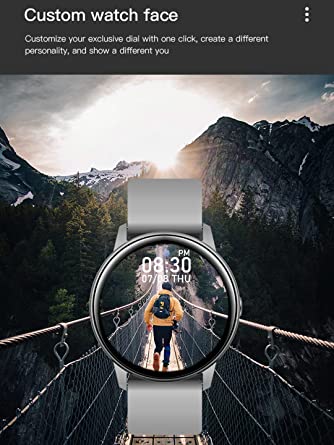 Custom watch face
Customize your exclusive dial with one click, create a different
personality, and show a different you
PM
08:30
07/08 THU